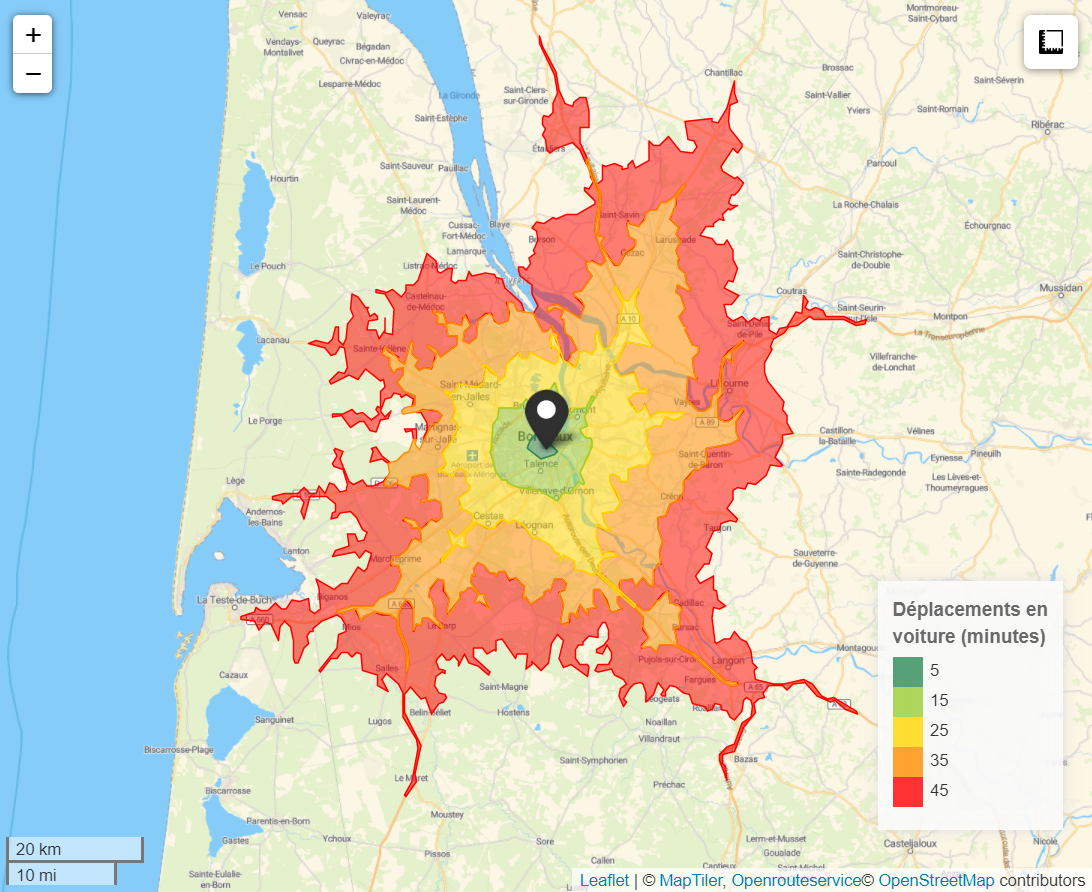 +
−
Montmoreau-
Saint-Cybard
Vensac
Valeyrac
Vendays-
Montalivet
Queyrac
Bégadan
Civrac-en-Médoc
Lesparre-Médoc
Chantillac
Brossac
Saint-Séverin
La Gironde
Saint-Ciers-
sur-Gironde
Saint-Vallier
Yviers
Saint-Romain
Saint-Estèphe
Ribérac
Étauliers
Saint-Sauveur
Pauillac
Parcoul
Hourtin
Saint-Laurent-
Médoc
La Roche-Chalais
Saint-Savin
Cussac-
Fort-Médoc
Blaye
Échourgnac
Berson
Laruscade
Lamarque
Cézac
Saint-Christophe-
de-Double
Le Pouch
Listrac-Médoc
Mussidan
Coutras
Castelnau-
de-Médoc
Saint-Seurin-
sur-l'Isle
Montpon
A 10
Saint-Denis-
de-Pile
La Transeuropéenne
Lacanau
Sainte-Hélène
Villefranche-
de-Lonchat
Saint-Médard-
en-Jalles
Libourne
Vayres
Le Porge
Martignas-
sur-Jalle
Bordeaux
A 89
Castillon-
la-Bataille
Vélines
Talence
Eynesse
Pineuilh
Saint-Quentin-
de-Baron
Sainte-Radegonde
Les Lèves-et-
Thoumeyragues
Lège
Villenave-d'Ornon
Créon
Andernos-
les-Bains
Cestas
Léognan
Targon
Lanton
Marcheprime
Sauveterre-
de-Guyenne
La Teste-de-Buch
Biganos
A 660
Cadillac
A 660
Mios
Le Barp
Barsac
Déplacements en
voiture (minutes)
5
15
25
35
45
Salles
Pujols-sur-Ciron
Langon
Cazaux
Fargues
Saint-Magne
A 65
Belin-Béliet
Sanguinet
Lugos
Hostens
Noaillan
Villandraut
Biscarrosse-Plage
Saint-Symphorien
Bazas
Le Muret
Préchac
Biscarrosse
Parentis-en-Born
Moustey
Gastes
Ychoux
Sore
Lerm-et-Musset
Goualade
Casteljaloux
Nicole
20 km
Pissos
Callen
10 mi
Sainte-Eulalie-
en-Born
Leaflet | © MapTiler, Openrouteservice© OpenStreetMap contributors